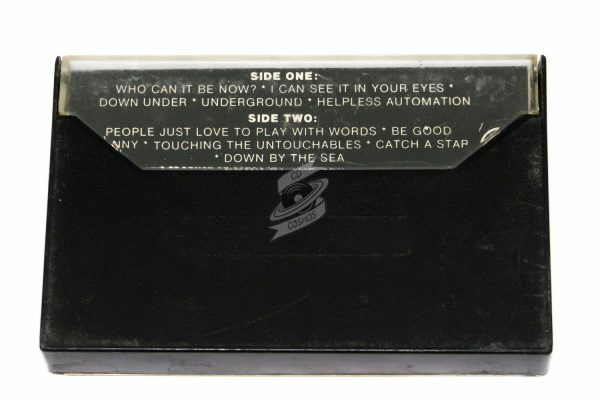 SIDE ONE:
WHO CAN IT BE NOW? * I CAN SEE IT IN YOUR EYES *
DOWN UNDER * UNDERGROUND * HELPLESS AUTOMATION
SIDE TWO:
PEOPLE JUST LOVE TO PLAY WITH WORDS * BE GOOD
NNY * TOUCHING THE UNTOUCHABLES * CATCH A STAR
* DOWN BY THE SEA
CD
COSMOS